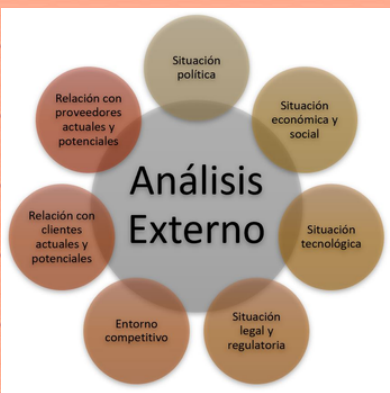 Situación
política
Situación
económica y
social
Situación
tecnológica
Situación
legal y
regulatoria
Entorno
competitivo
Relación con
clientes
actuales y
potenciales
Relación con
proveedores
actuales y
potenciales
Análisis
Externo